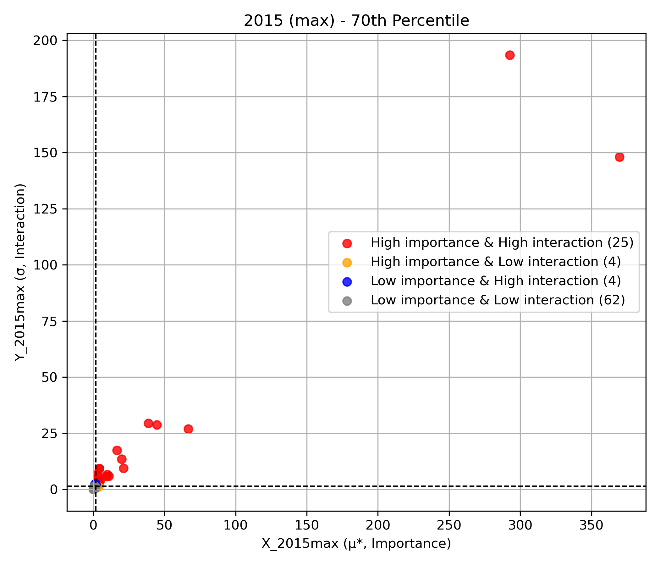 2015 (max) - 70th Percentile
200
175
150
125
100
75
50
25
0
Y_2015max (σ, Interaction)
High importance & High interaction (25)
High importance & Low interaction (4)
Low importance & High interaction (4)
Low importance & Low interaction (62)
0 50 100 150 200 250 300 350
X_2015max (μ*, Importance)